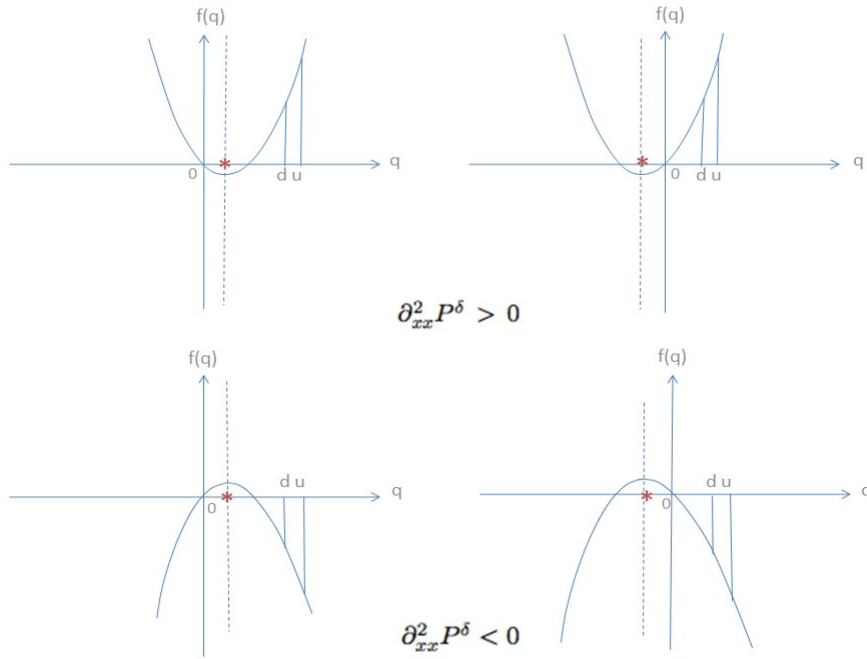 f(q) f(q)
* * q q
0 d u 0 d u
∂²ₓₓP^δ > 0
f(q) f(q)
d u d u
* * q q
0 0
∂²ₓₓP^δ < 0